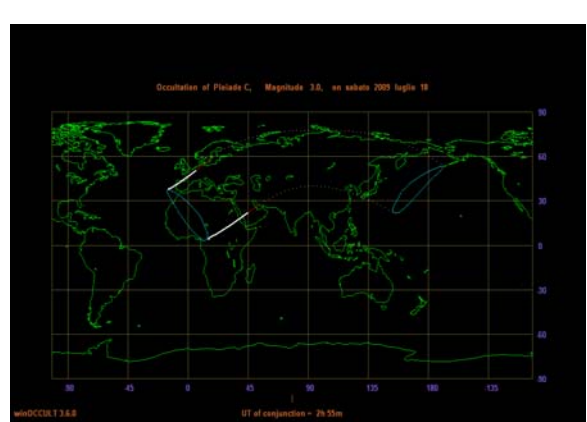 Occultation of Pleiade C, Magnitude 3.0, on sabato 2009 luglio 18
90
60
30
0
-30
-60
-90
-90 -45 0 45 90 135 180 -135
winOCCULT 3.6.0 UT of conjunction = 2h 55m